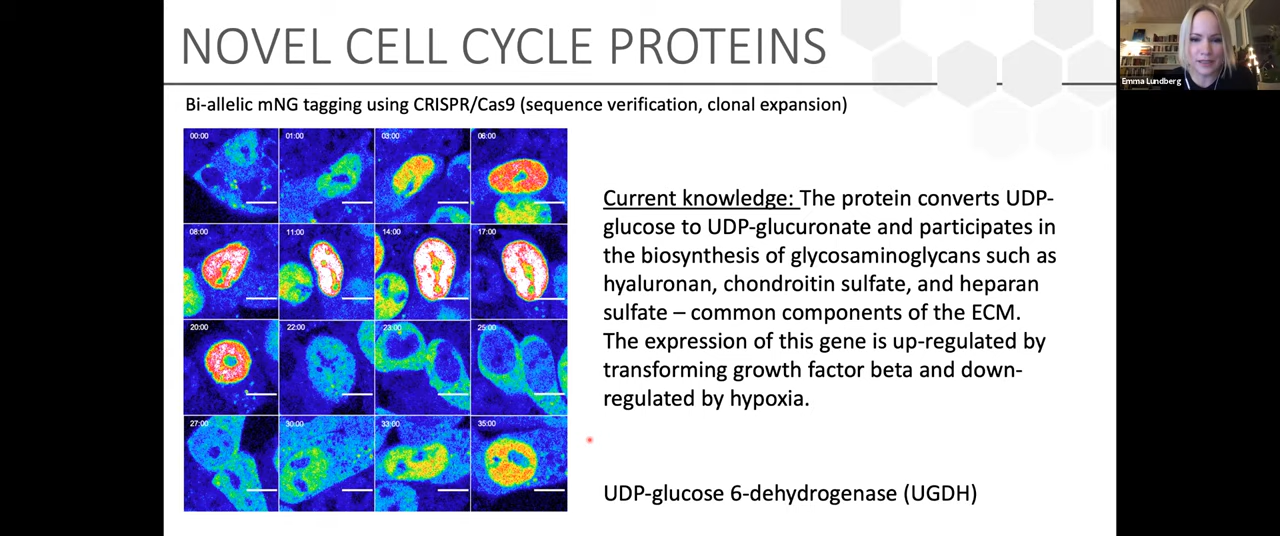 NOVEL CELL CYCLE PROTEINS
Emma Lundberg
Bi-allelic mNG tagging using CRISPR/Cas9 (sequence verification, clonal expansion)
00:00 01:00 03:00 06:00
08:00 11:00 14:00 17:00
20:00 22:00 23:00 25:00
27:00 30:00 33:00 35:00
Current knowledge: The protein converts UDP-
glucose to UDP-glucuronate and participates in
the biosynthesis of glycosaminoglycans such as
hyaluronan, chondroitin sulfate, and heparan
sulfate – common components of the ECM.
The expression of this gene is up-regulated by
transforming growth factor beta and down-
regulated by hypoxia.
UDP-glucose 6-dehydrogenase (UGDH)